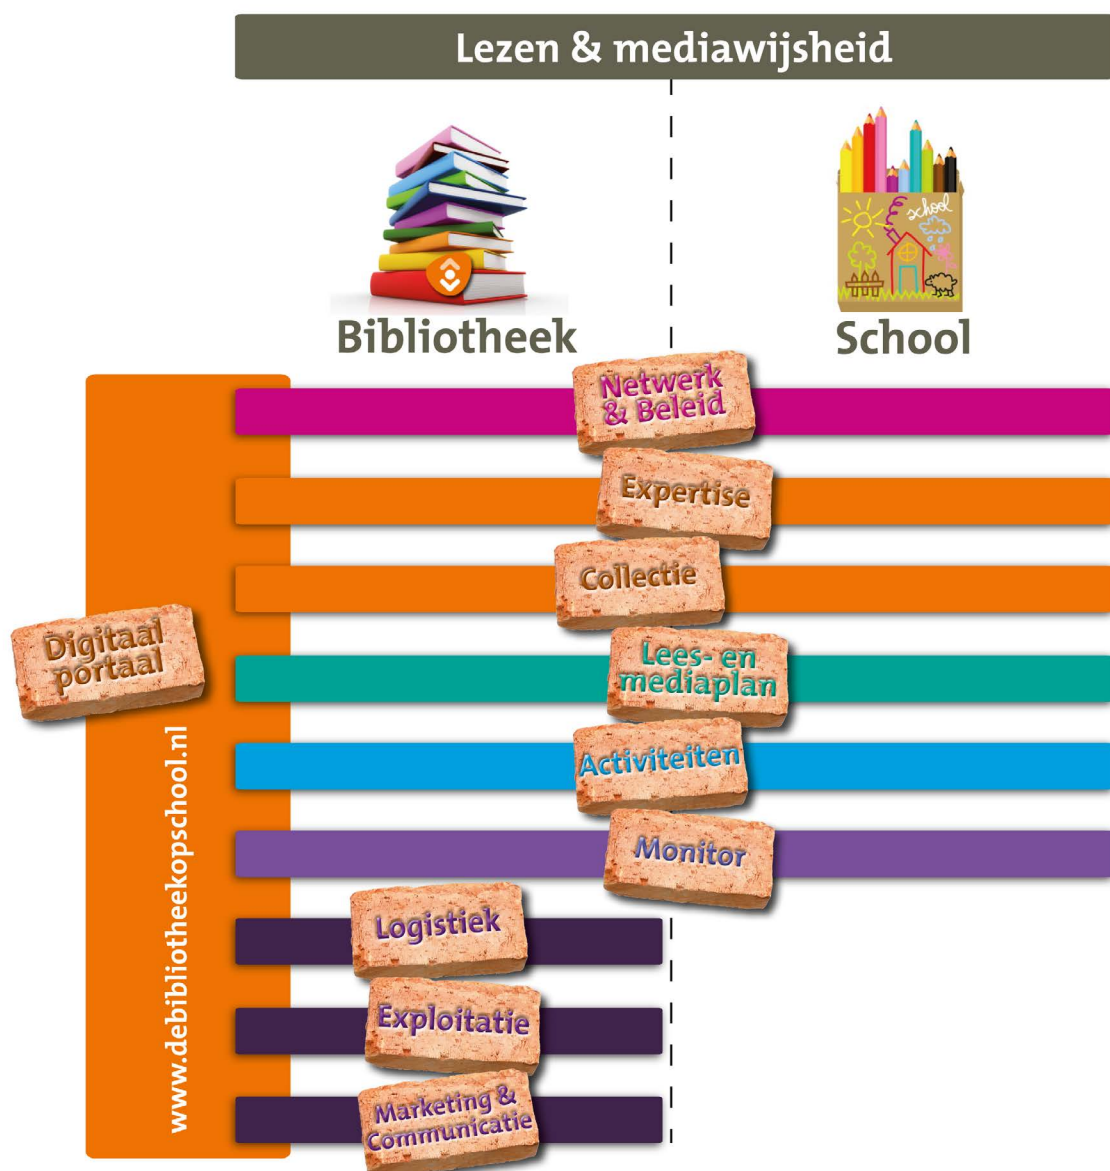 Lezen & mediawijsheid
school
Bibliotheek
School
Netwerk
& Beleid
Expertise
Collectie
Digitaal
portaal
Lees- en
mediaplan
Activiteiten
Monitor
Logistiek
Exploitatie
Marketing &
Communicatie
www.debibliotheekopschool.nl